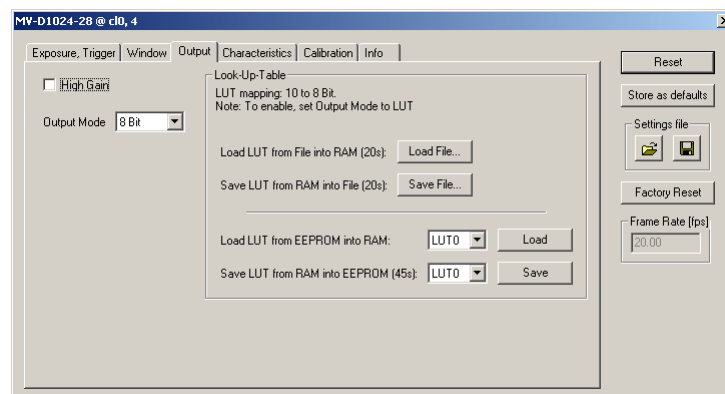 MV-D1024-28 @ cl0, 4
Exposure, Trigger Window Output Characteristics Calibration Info
High Gain
Output Mode 8 Bit
Look-Up-Table
LUT mapping: 10 to 8 Bit.
Note: To enable, set Output Mode to LUT
Load LUT from File into RAM (20s): Load File...
Save LUT from RAM into File (20s): Save File...
Load LUT from EEPROM into RAM: LUT0 Load
Save LUT from RAM into EEPROM (45s): LUT0 Save
Reset
Store as defaults
Settings file
Factory Reset
Frame Rate [fps]
20.00